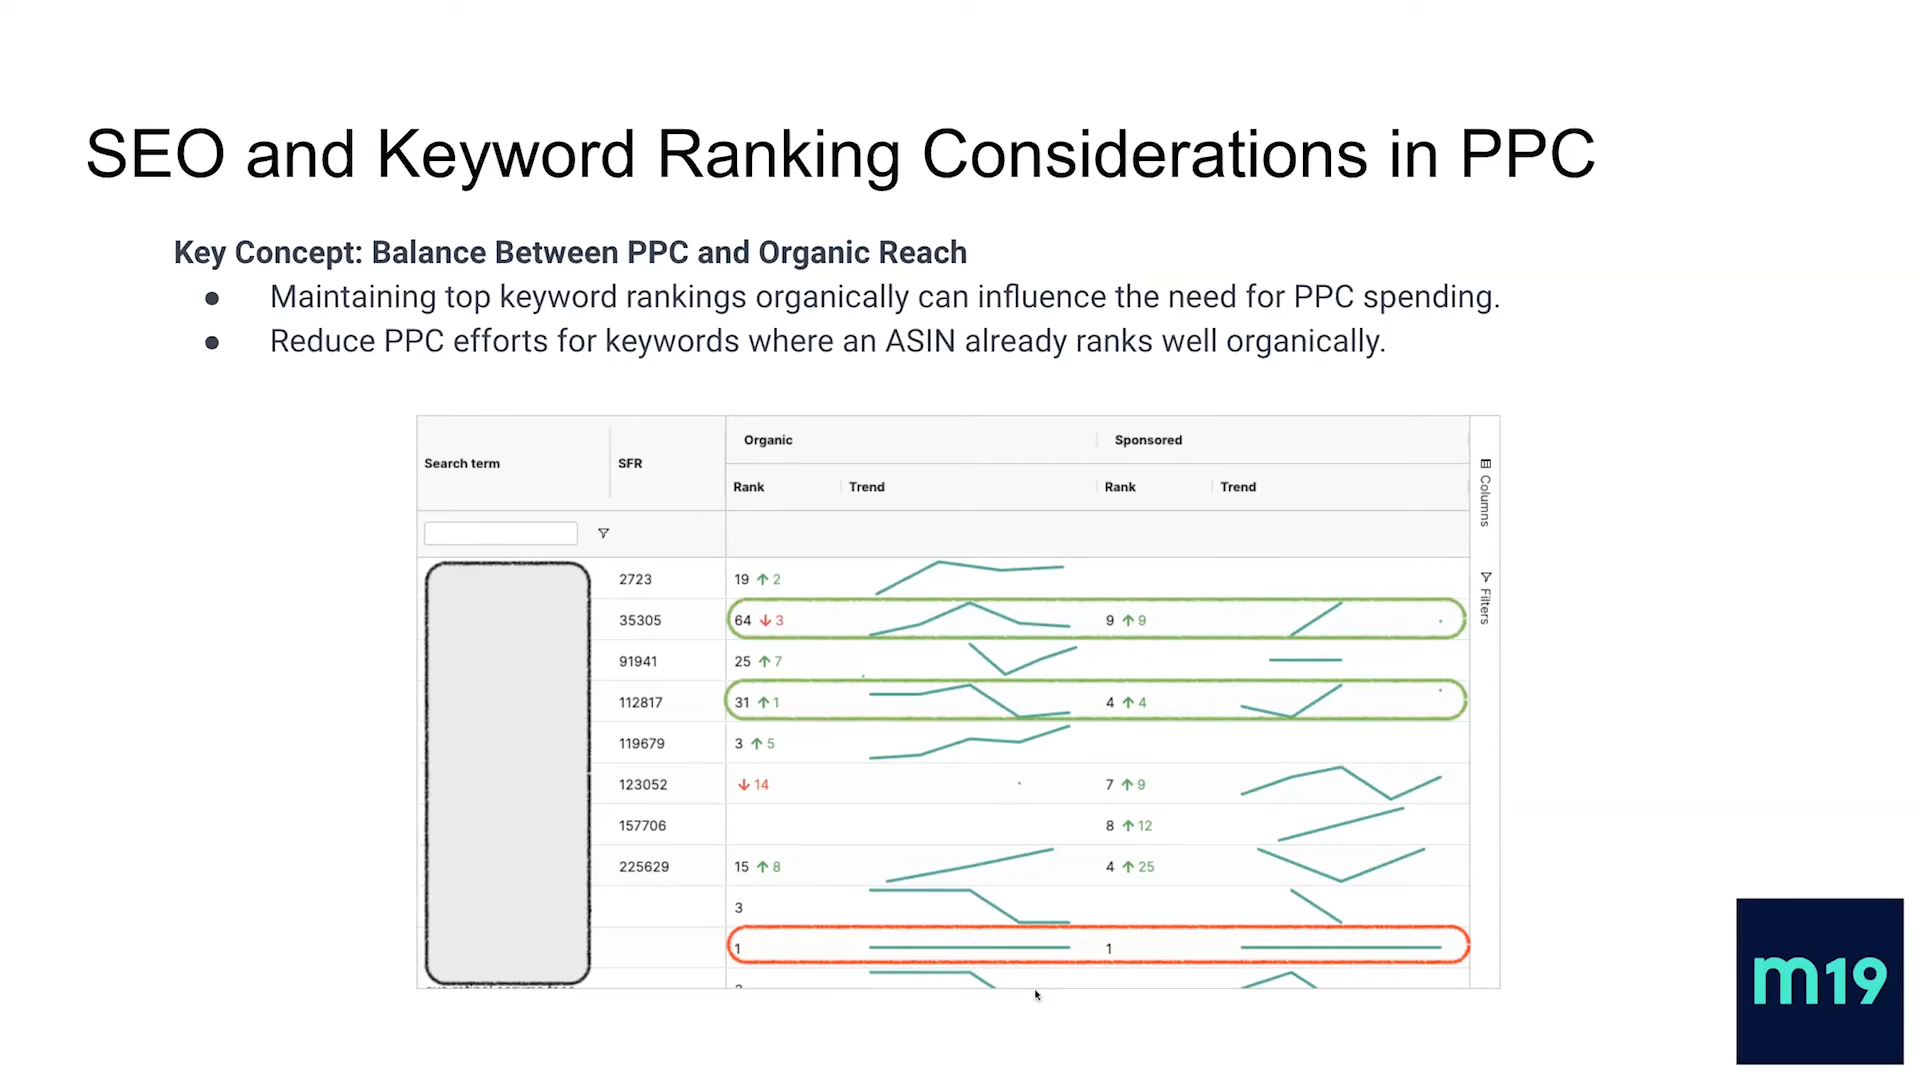 SEO and Keyword Ranking Considerations in PPC
Key Concept: Balance Between PPC and Organic Reach
● Maintaining top keyword rankings organically can influence the need for PPC spending.
● Reduce PPC efforts for keywords where an ASIN already ranks well organically.
Organic Sponsored
Search term SFR
Rank Trend Rank Trend
Columns
Filters
2723 19 ↑ 2
35305 64 ↓ 3 9 ↑ 9
91941 25 ↑ 7
112817 31 ↑ 1 4 ↑ 4
119679 3 ↑ 5
123052 ↓ 14 7 ↑ 9
157706 8 ↑ 12
225629 15 ↑ 8 4 ↑ 25
3
1 1
m19